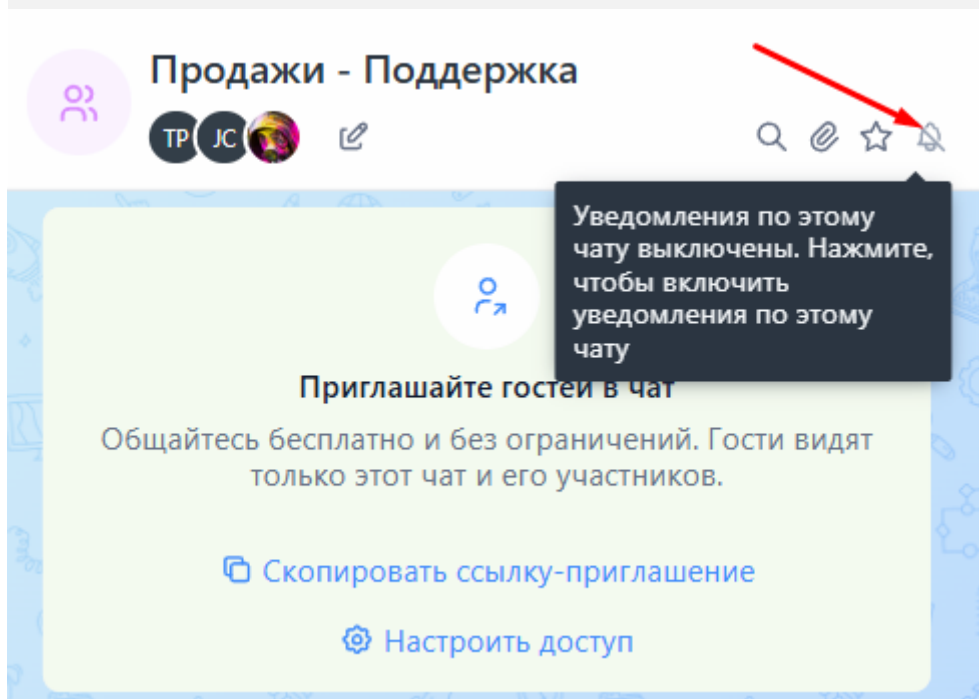 Продажи - Поддержка
TP
JC
Уведомления по этому
чату выключены. Нажмите,
чтобы включить
уведомления по этому
чату
Приглашайте гостей в чат
Общайтесь бесплатно и без ограничений. Гости видят
только этот чат и его участников.
Скопировать ссылку-приглашение
Настроить доступ